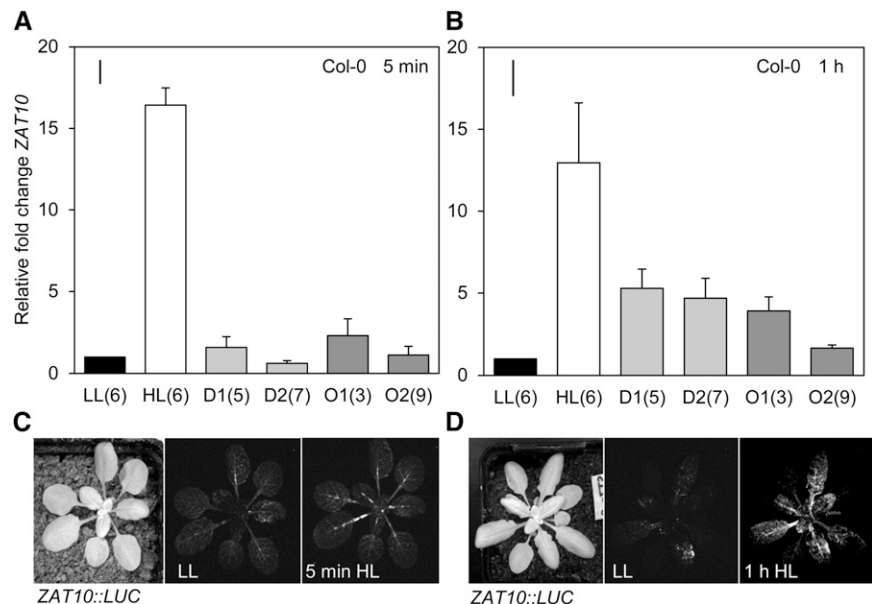 A
B
Relative fold change ZAT10
20
15
10
5
0
Col-0 5 min
LL(6) HL(6) D1(5) D2(7) O1(3) O2(9)
20
15
10
5
0
Col-0 1 h
LL(6) HL(6) D1(5) D2(7) O1(3) O2(9)
C
LL
5 min HL
ZAT10::LUC
D
LL
1 h HL
ZAT10::LUC